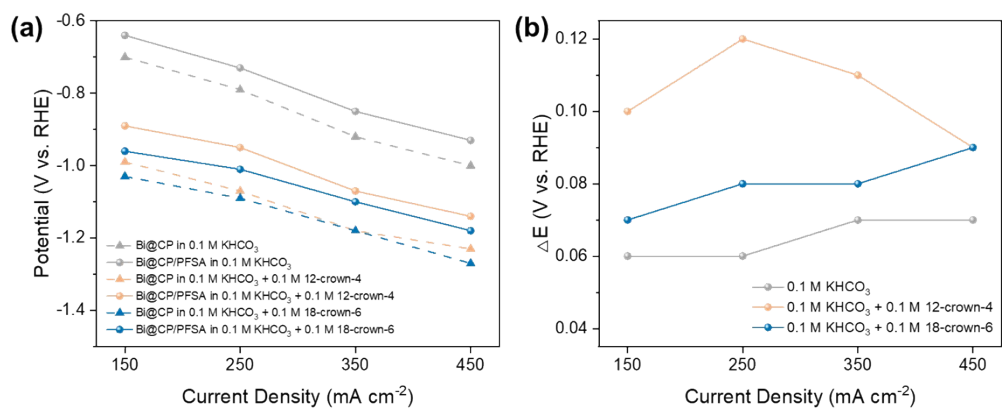 (a)
-0.6
-0.8
-1.0
-1.2
-1.4
Potential (V vs. RHE)
Bi@CP in 0.1 M KHCO₃
Bi@CP/PFSA in 0.1 M KHCO₃
Bi@CP in 0.1 M KHCO₃ + 0.1 M 12-crown-4
Bi@CP/PFSA in 0.1 M KHCO₃ + 0.1 M 12-crown-4
Bi@CP in 0.1 M KHCO₃ + 0.1 M 18-crown-6
Bi@CP/PFSA in 0.1 M KHCO₃ + 0.1 M 18-crown-6
150 250 350 450
Current Density (mA cm⁻²)
(b)
0.12
0.10
0.08
0.06
0.04
△E (V vs. RHE)
0.1 M KHCO₃
0.1 M KHCO₃ + 0.1 M 12-crown-4
0.1 M KHCO₃ + 0.1 M 18-crown-6
150 250 350 450
Current Density (mA cm⁻²)